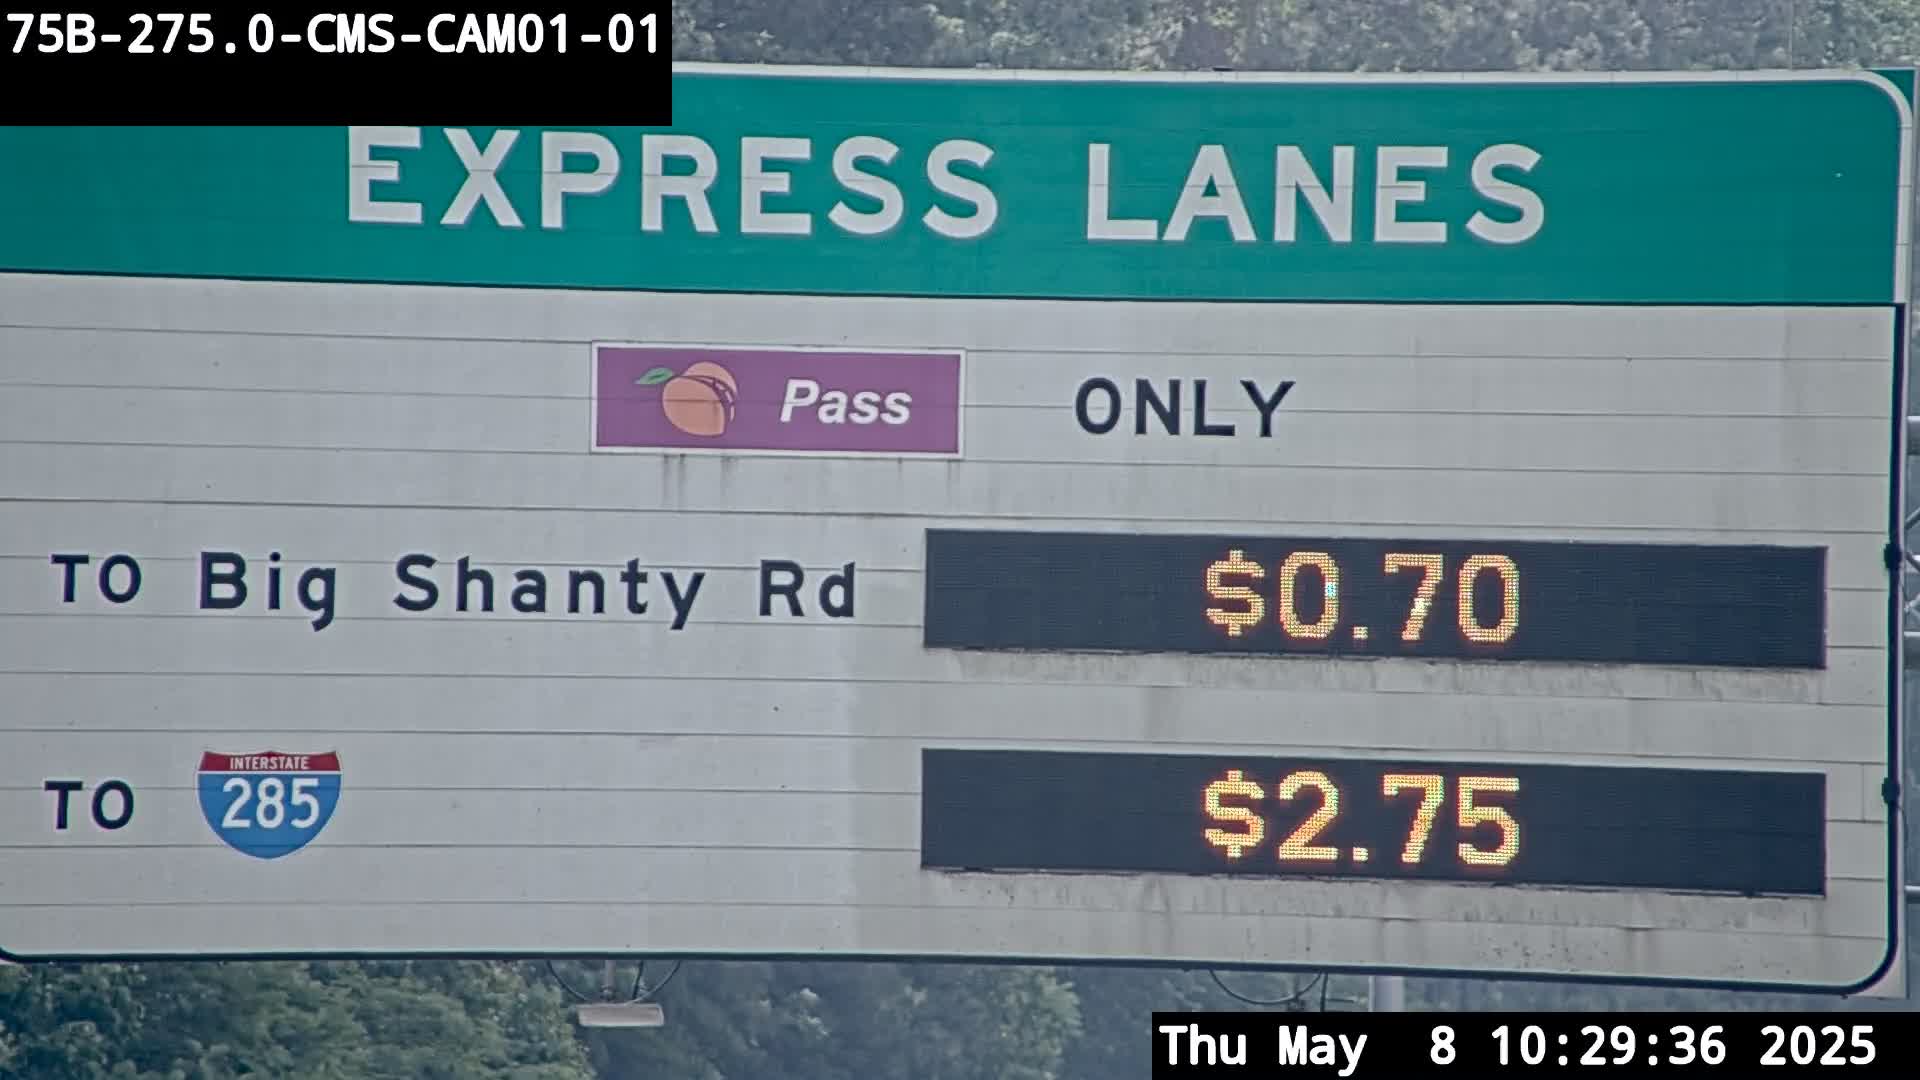 75B-275.0-CMS-CAM01-01
EXPRESS LANES
Pass ONLY
TO Big Shanty Rd $0.70
TO INTERSTATE 285 $2.75
Thu May 8 10:29:36 2025